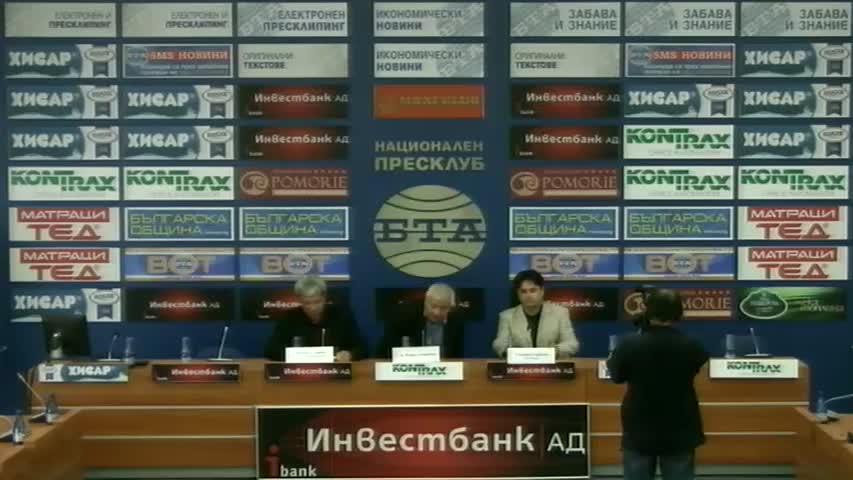 ЕЛЕКТРОНЕН И
ПРЕСКЛИПИНГ
ЕЛЕКТРОНЕН И
ПРЕСКЛИПИНГ
ЕЛЕКТРОНЕН
ПРЕСКЛИПИНГ
ИКОНОМИЧЕСКИ
НОВИНИ
ЗАБАВА
И ЗНАНИЕ
ЗАБАВА
И ЗНАНИЕ
ХИСАР
SMS НОВИНИ
ОРИГИНАЛНИ
ТЕКСТОВЕ
ИКОНОМИЧЕСКИ
НОВИНИ
ОРИГИНАЛНИ
ТЕКСТОВЕ
SMS НОВИНИ
ХИСАР
ХИСАР
ХИСАР
ИНВЕСТБАНК АД
ИНВЕСТБАНК АД
ХИСАР
ХИСАР
ХИСАР
ХИСАР
ИНВЕСТБАНК АД
НАЦИОНАЛЕН
ПРЕСКЛУБ
ИНВЕСТБАНК АД
KONTRAX
ХИСАР
KONTRAX
KONTRAX
POMORIE
POMORIE
KONTRAX
KONTRAX
МАТРАЦИ
ТЕД
БЪЛГАРСКА
ОБЩИНА
БЪЛГАРСКА
ОБЩИНА
БТА
БЪЛГАРСКА
ОБЩИНА
БЪЛГАРСКА
ОБЩИНА
МАТРАЦИ
ТЕД
МАТРАЦИ
ТЕД
ВОТ
ВОТ
ВОТ
ВОТ
МАТРАЦИ
ТЕД
ХИСАР
ИНВЕСТБАНК
ИНВЕСТБАНК АД
POMORIE
ХИСАР
ИНВЕСТБАНК АД
ИНВЕСТБАНК АД
KONTRAX
ИНВЕСТБАНК АД
KONTRAX
ИНВЕСТБАНК АД
ibank